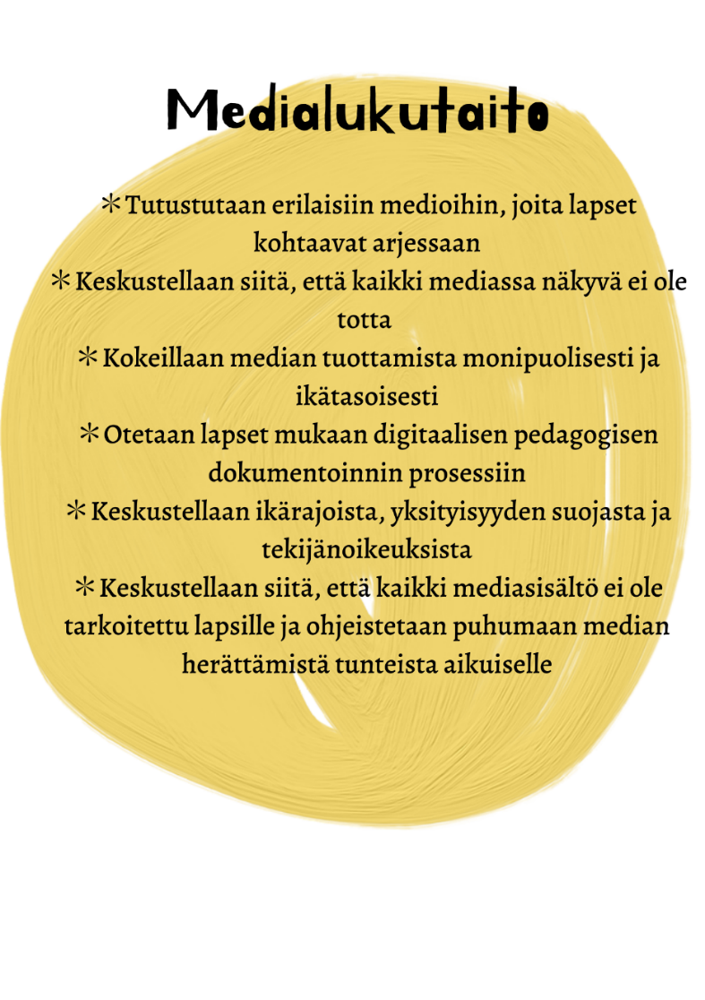 Medialukutaito
＊Tutustutaan erilaisiin medioihin, joita lapset
kohtaavat arjessaan
＊Keskustellaan siitä, että kaikki mediassa näkyvä ei ole
totta
＊Kokeillaan median tuottamista monipuolisesti ja
ikätasoisesti
＊Otetaan lapset mukaan digitaalisen pedagogisen
dokumentoinnin prosessiin
＊Keskustellaan ikärajoista, yksityisyyden suojasta ja
tekijänoikeuksista
＊Keskustellaan siitä, että kaikki mediasisältö ei ole
tarkoitettu lapsille ja ohjeistetaan puhumaan median
herättämistä tunteista aikuiselle